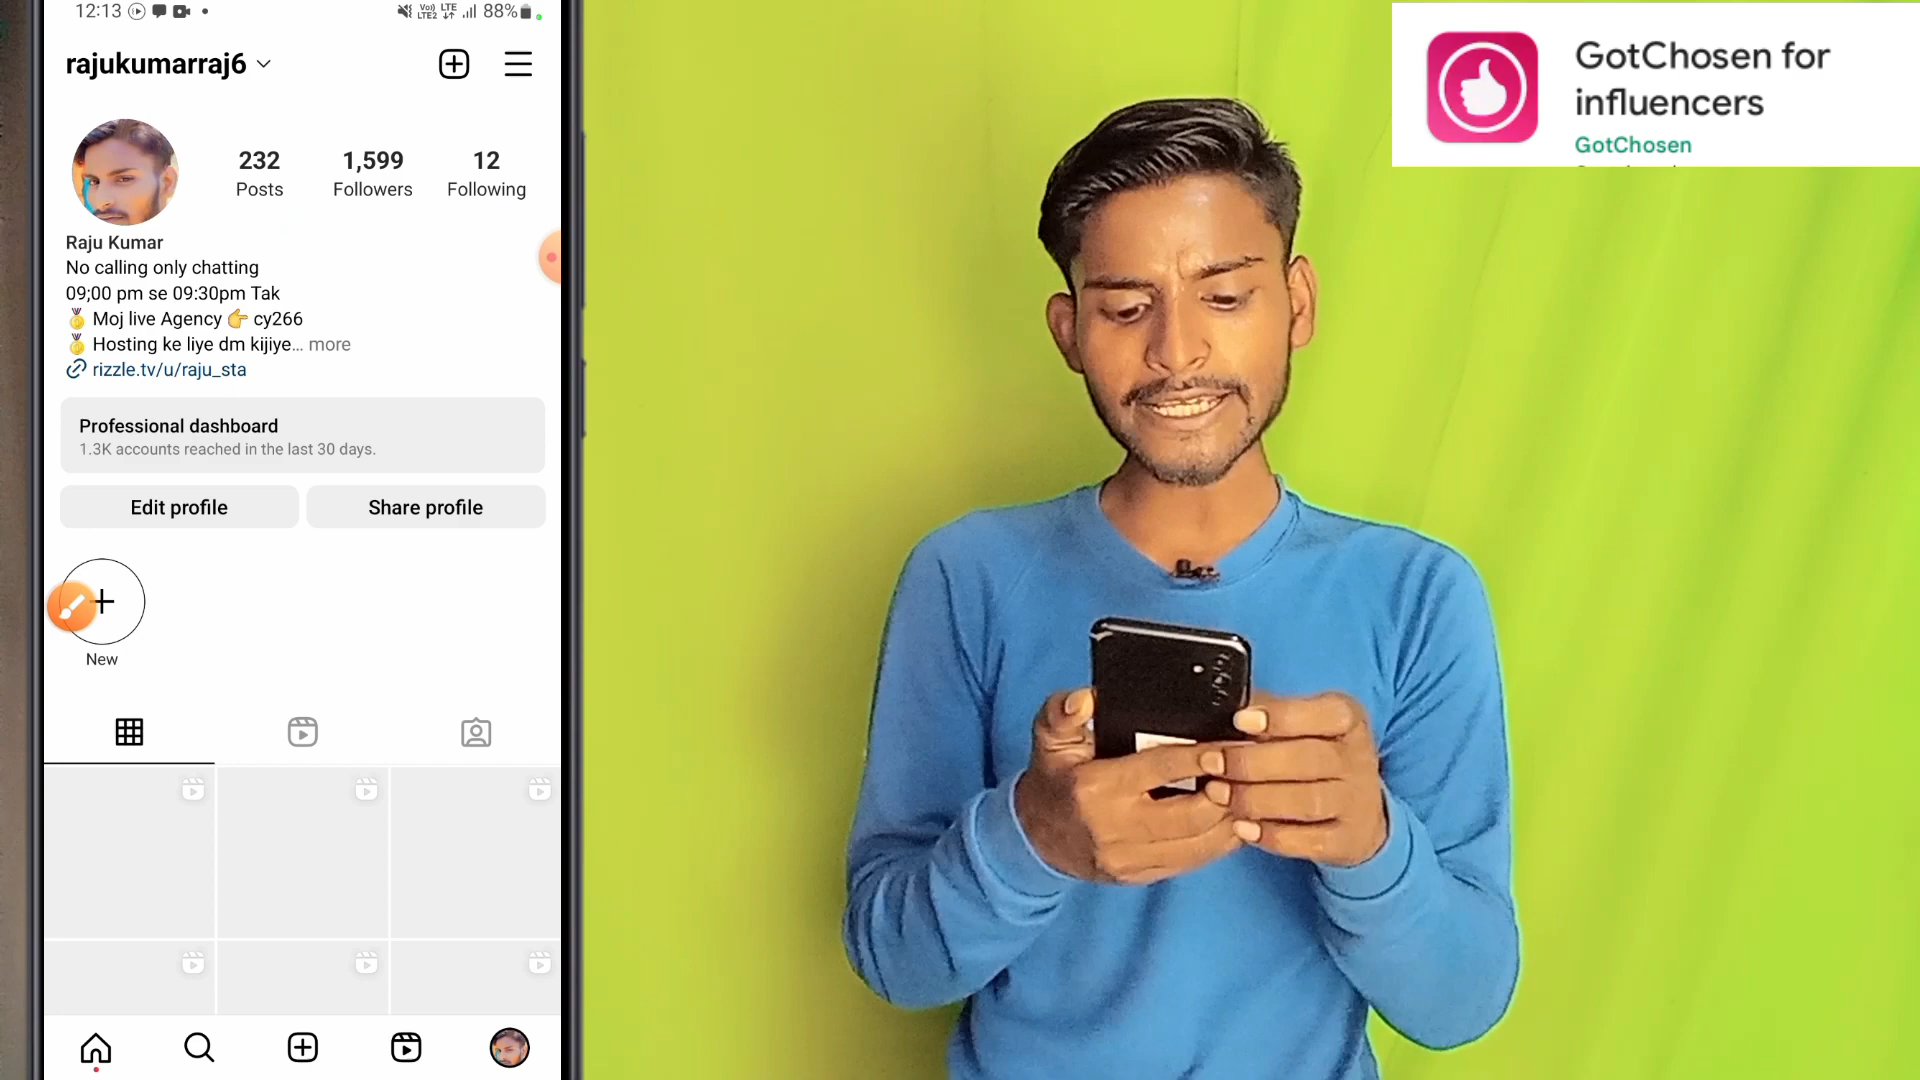 12:13
Vo)) LTE
LTE2
88%
rajukumarraj6
232
1,599
12
Posts
Followers
Following
Raju Kumar
No calling only chatting
09;00 pm se 09:30pm Tak
🏅 Moj live Agency 👉 cy266
🏅 Hosting ke liye dm kijiye... more
rizzle.tv/u/raju_sta
Professional dashboard
1.3K accounts reached in the last 30 days.
Edit profile
Share profile
New
GotChosen for
influencers
GotChosen